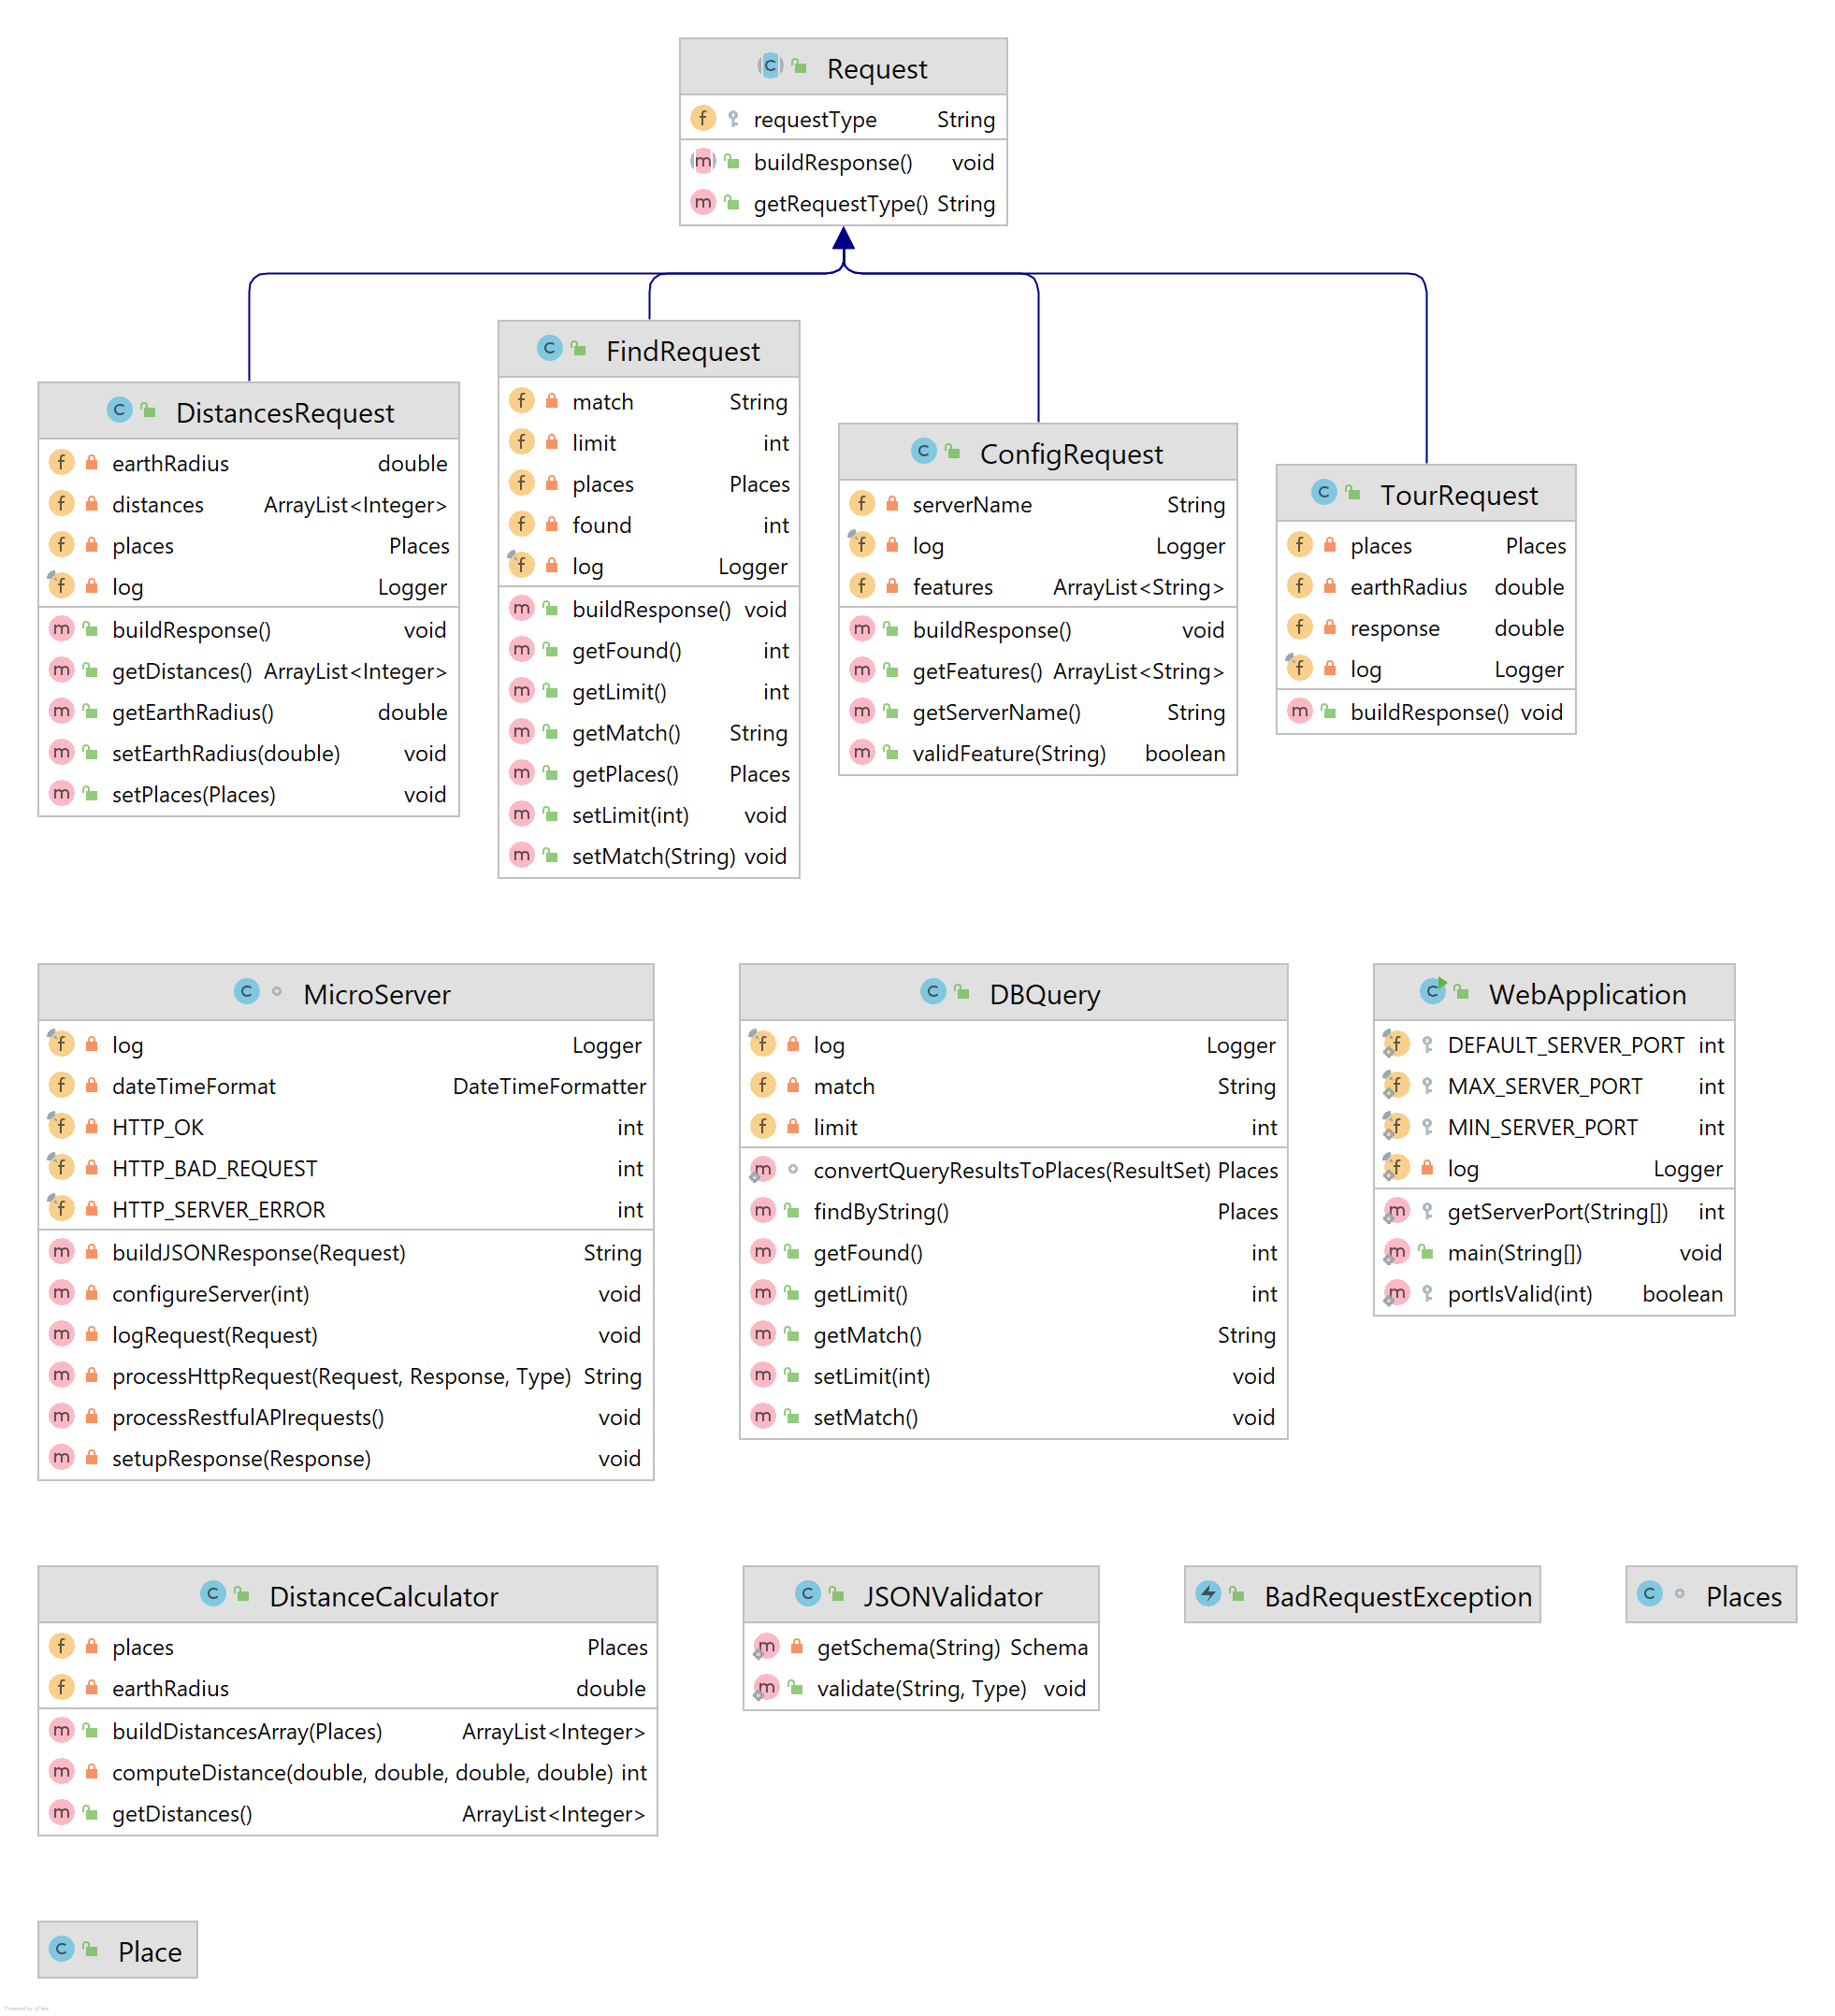 Request
requestType String
buildResponse() void
getRequestType() String
DistancesRequest
earthRadius double
distances ArrayList<Integer>
places Places
log Logger
buildResponse() void
getDistances() ArrayList<Integer>
getEarthRadius() double
setEarthRadius(double) void
setPlaces(Places) void
FindRequest
match String
limit int
places Places
found int
log Logger
buildResponse() void
getFound() int
getLimit() int
getMatch() String
getPlaces() Places
setLimit(int) void
setMatch(String) void
ConfigRequest
serverName String
log Logger
features ArrayList<String>
buildResponse() void
getFeatures() ArrayList<String>
getServerName() String
validFeature(String) boolean
TourRequest
places Places
earthRadius double
response double
log Logger
buildResponse() void
MicroServer
log Logger
dateTimeFormat DateTimeFormatter
HTTP_OK int
HTTP_BAD_REQUEST int
HTTP_SERVER_ERROR int
buildJSONResponse(Request) String
configureServer(int) void
logRequest(Request) void
processHttpRequest(Request, Response, Type) String
processRestfulAPIrequests() void
setupResponse(Response) void
DBQuery
log Logger
match String
limit int
convertQueryResultsToPlaces(ResultSet) Places
findByString() Places
getFound() int
getLimit() int
getMatch() String
setLimit(int) void
setMatch() void
WebApplication
DEFAULT_SERVER_PORT int
MAX_SERVER_PORT int
MIN_SERVER_PORT int
log Logger
getServerPort(String[]) int
main(String[]) void
portIsValid(int) boolean
DistanceCalculator
places Places
earthRadius double
buildDistancesArray(Places) ArrayList<Integer>
computeDistance(double, double, double, double) int
getDistances() ArrayList<Integer>
JSONValidator
getSchema(String) Schema
validate(String, Type) void
BadRequestException
Places
Place
Powered by yFiles